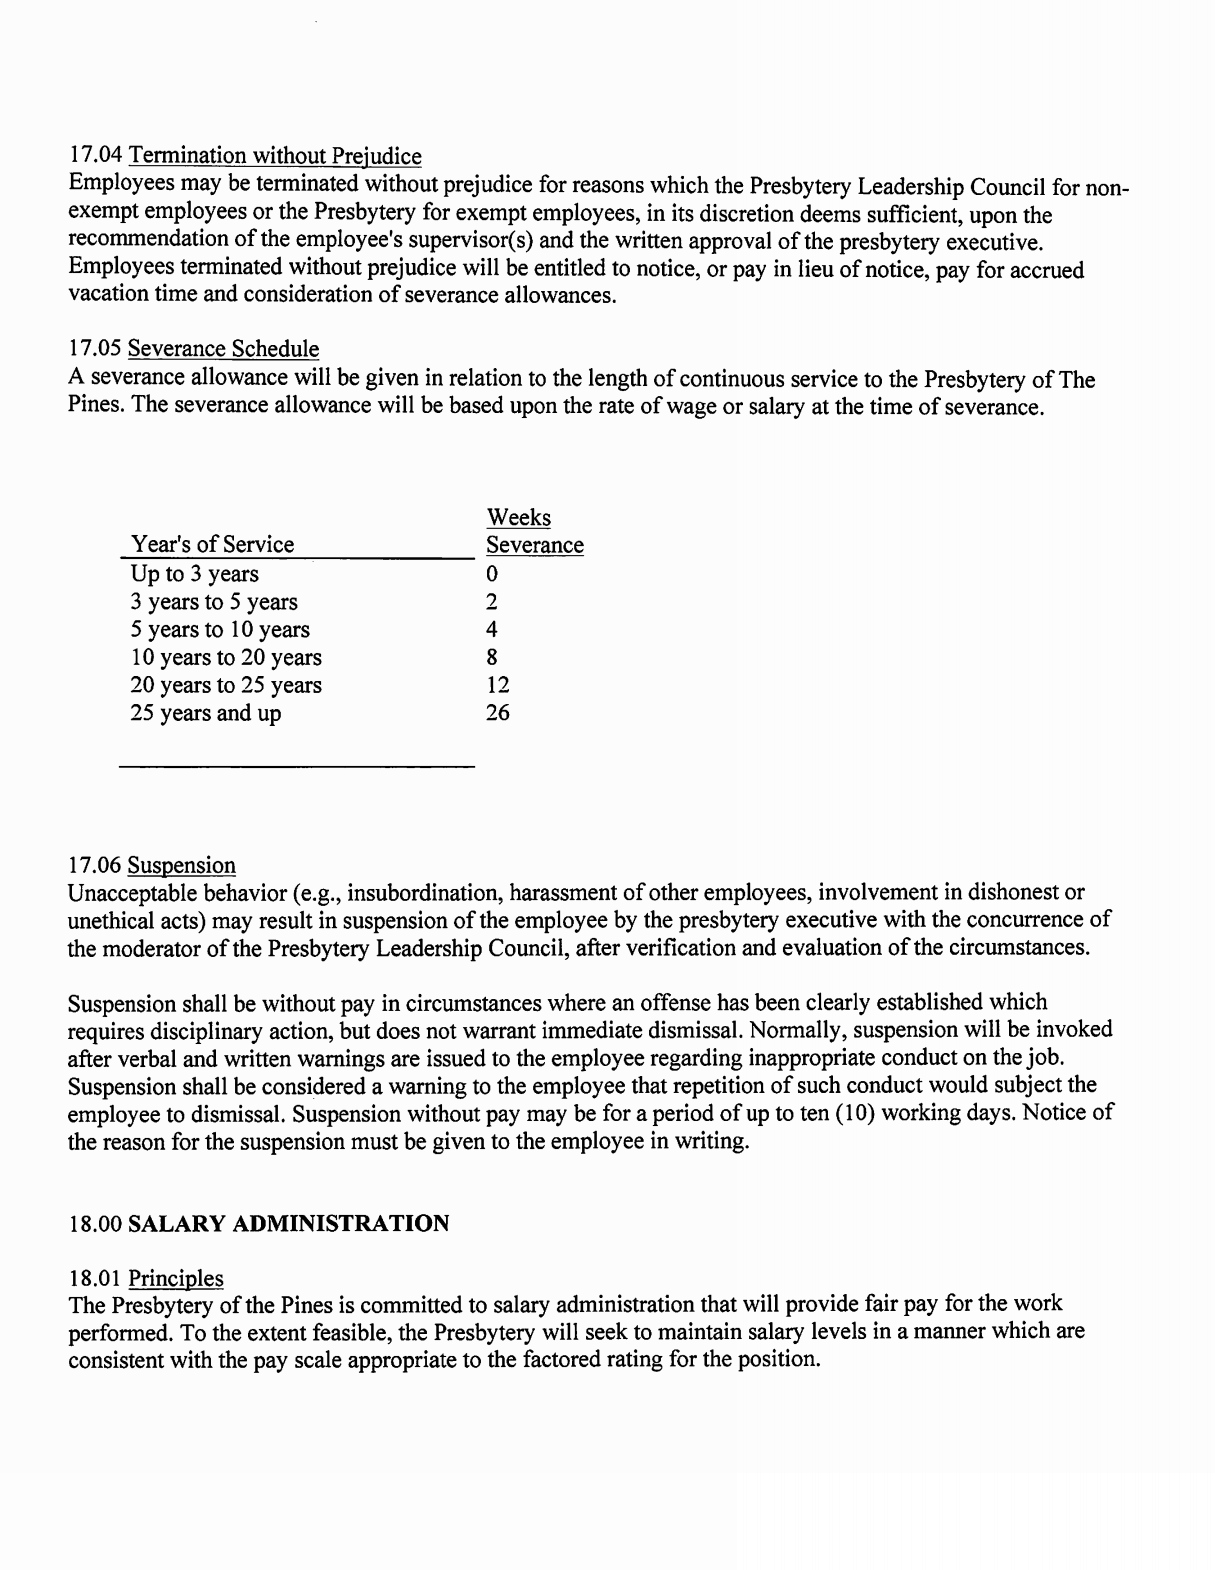 17.04 Termination without Prejudice
Employees may be terminated without prejudice for reasons which the Presbytery Leadership Council for non-
exempt employees or the Presbytery for exempt employees, in its discretion deems sufficient, upon the
recommendation of the employee's supervisor(s) and the written approval of the presbytery executive.
Employees terminated without prejudice will be entitled to notice, or pay in lieu of notice, pay for accrued
vacation time and consideration of severance allowances.
17.05 Severance Schedule
A severance allowance will be given in relation to the length of continuous service to the Presbytery of The
Pines. The severance allowance will be based upon the rate of wage or salary at the time of severance.
Weeks
Year's of Service Severance
Up to 3 years 0
3 years to 5 years 2
5 years to 10 years 4
10 years to 20 years 8
20 years to 25 years 12
25 years and up 26
17.06 Suspension
Unacceptable behavior (e.g., insubordination, harassment of other employees, involvement in dishonest or
unethical acts) may result in suspension of the employee by the presbytery executive with the concurrence of
the moderator of the Presbytery Leadership Council, after verification and evaluation of the circumstances.
Suspension shall be without pay in circumstances where an offense has been clearly established which
requires disciplinary action, but does not warrant immediate dismissal. Normally, suspension will be invoked
after verbal and written warnings are issued to the employee regarding inappropriate conduct on the job.
Suspension shall be considered a warning to the employee that repetition of such conduct would subject the
employee to dismissal. Suspension without pay may be for a period of up to ten (10) working days. Notice of
the reason for the suspension must be given to the employee in writing.
18.00 SALARY ADMINISTRATION
18.01 Principles
The Presbytery of the Pines is committed to salary administration that will provide fair pay for the work
performed. To the extent feasible, the Presbytery will seek to maintain salary levels in a manner which are
consistent with the pay scale appropriate to the factored rating for the position.